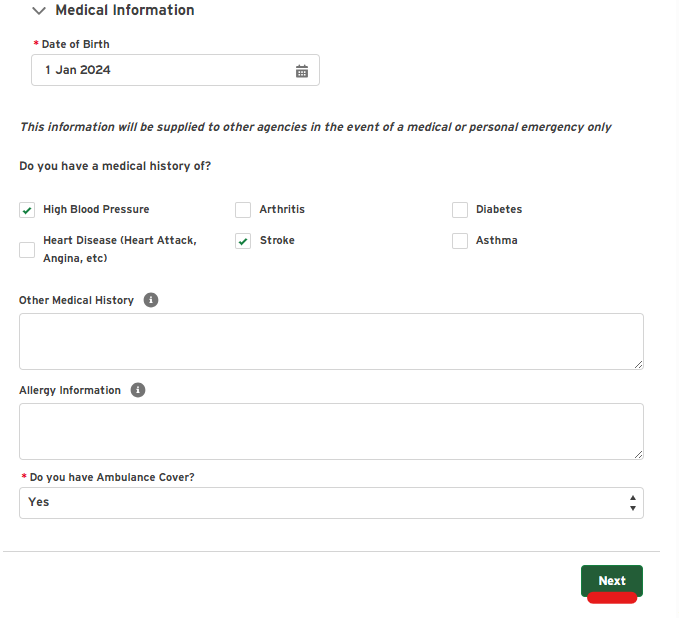 Medical Information
* Date of Birth
1 Jan 2024
This information will be supplied to other agencies in the event of a medical or personal emergency only
Do you have a medical history of?
High Blood Pressure
Arthritis
Diabetes
Heart Disease (Heart Attack,
Angina, etc)
Stroke
Asthma
Other Medical History i
Allergy Information i
* Do you have Ambulance Cover?
Yes
Next